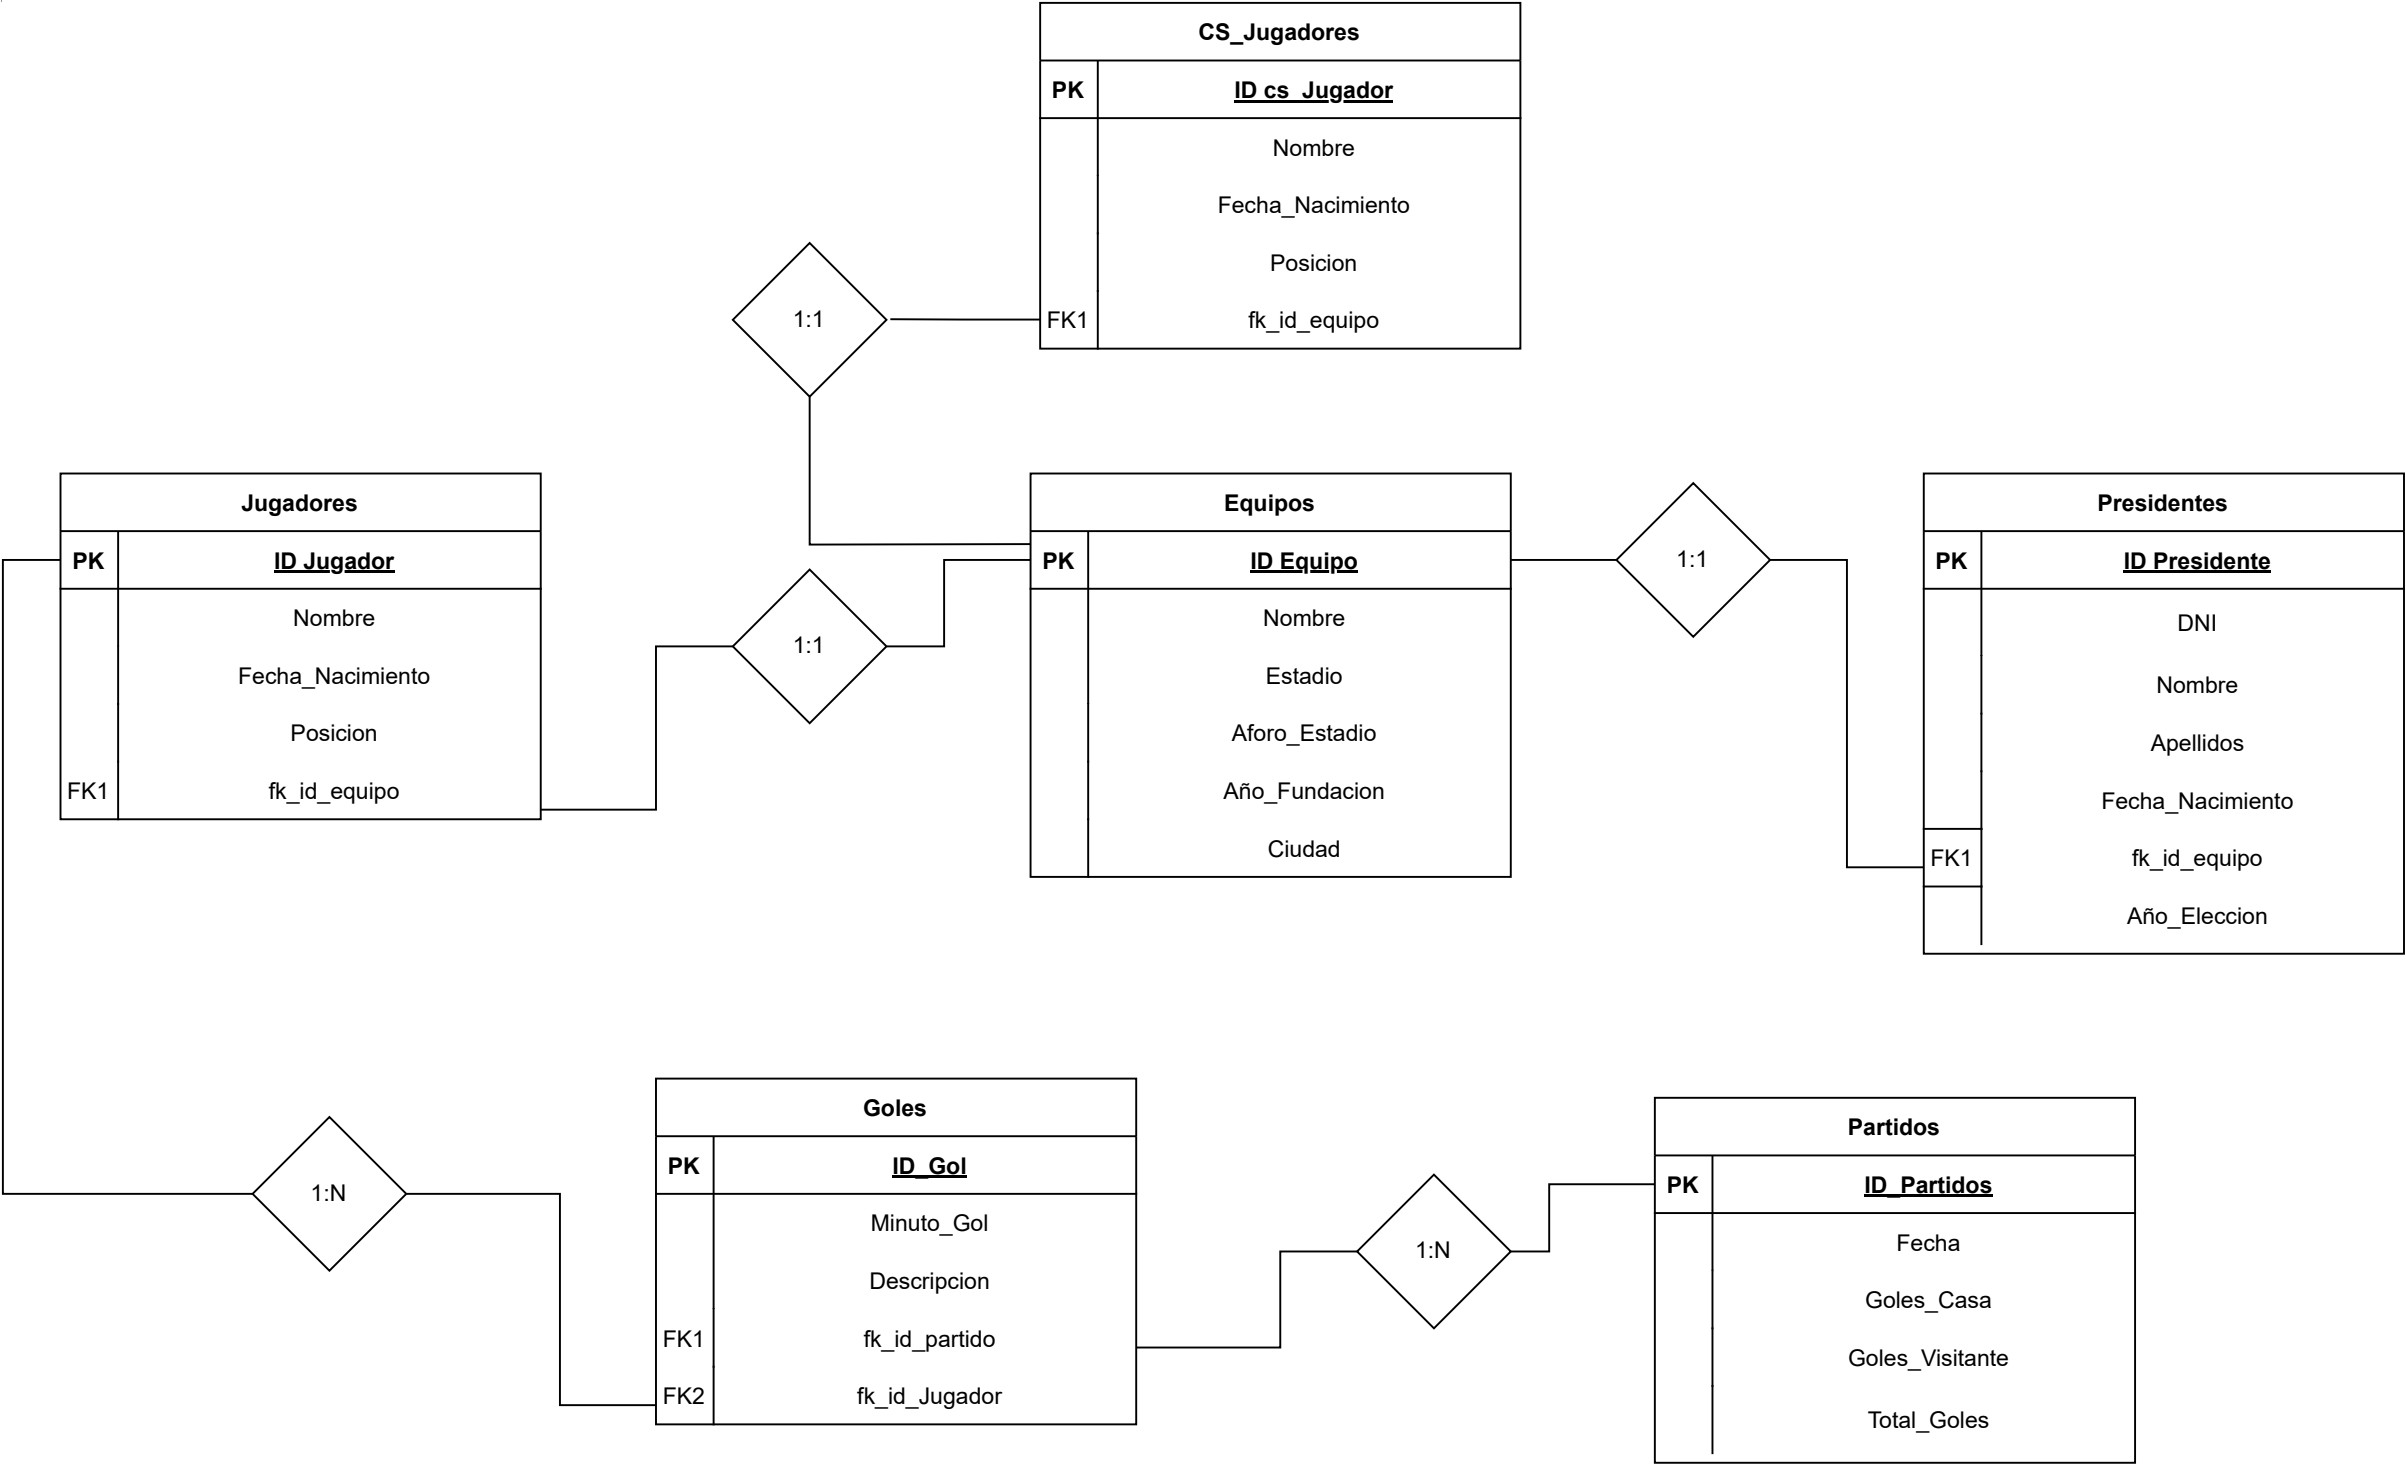 CS_Jugadores
PK ID cs_Jugador
Nombre
Fecha_Nacimiento
Posicion
FK1 fk_id_equipo
1:1
Jugadores
PK ID Jugador
Nombre
Fecha_Nacimiento
Posicion
FK1 fk_id_equipo
1:1
Equipos
PK ID Equipo
Nombre
Estadio
Aforo_Estadio
Año_Fundacion
Ciudad
1:1
Presidentes
PK ID Presidente
DNI
Nombre
Apellidos
Fecha_Nacimiento
FK1 fk_id_equipo
Año_Eleccion
1:N
Goles
PK ID_Gol
Minuto_Gol
Descripcion
FK1 fk_id_partido
FK2 fk_id_Jugador
1:N
Partidos
PK ID_Partidos
Fecha
Goles_Casa
Goles_Visitante
Total_Goles